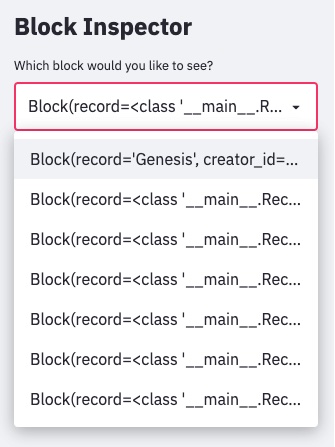 Block Inspector
Which block would you like to see?
Block(record=<class '__main__.R...
Block(record='Genesis', creator_id=...
Block(record=<class '__main__.Rec...
Block(record=<class '__main__.Rec...
Block(record=<class '__main__.Rec...
Block(record=<class '__main__.Rec...
Block(record=<class '__main__.Rec...
Block(record=<class '__main__.Rec...